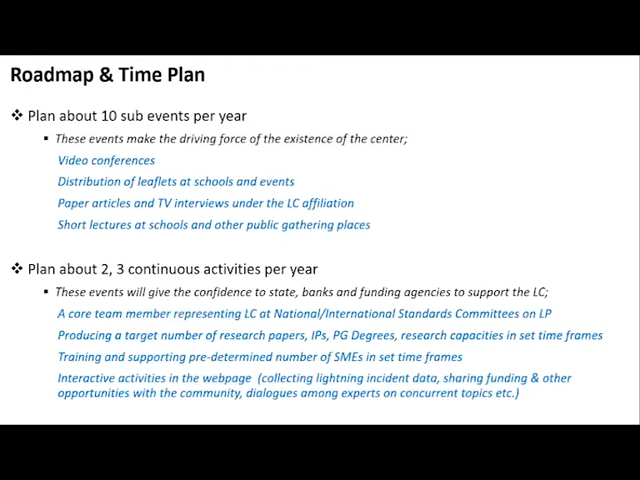 Roadmap & Time Plan
❖ Plan about 10 sub events per year
▪ These events make the driving force of the existence of the center;
Video conferences
Distribution of leaflets at schools and events
Paper articles and TV interviews under the LC affiliation
Short lectures at schools and other public gathering places
❖ Plan about 2, 3 continuous activities per year
▪ These events will give the confidence to state, banks and funding agencies to support the LC;
A core team member representing LC at National/International Standards Committees on LP
Producing a target number of research papers, IPs, PG Degrees, research capacities in set time frames
Training and supporting pre-determined number of SMEs in set time frames
Interactive activities in the webpage (collecting lightning incident data, sharing funding & other
opportunities with the community, dialogues among experts on concurrent topics etc.)